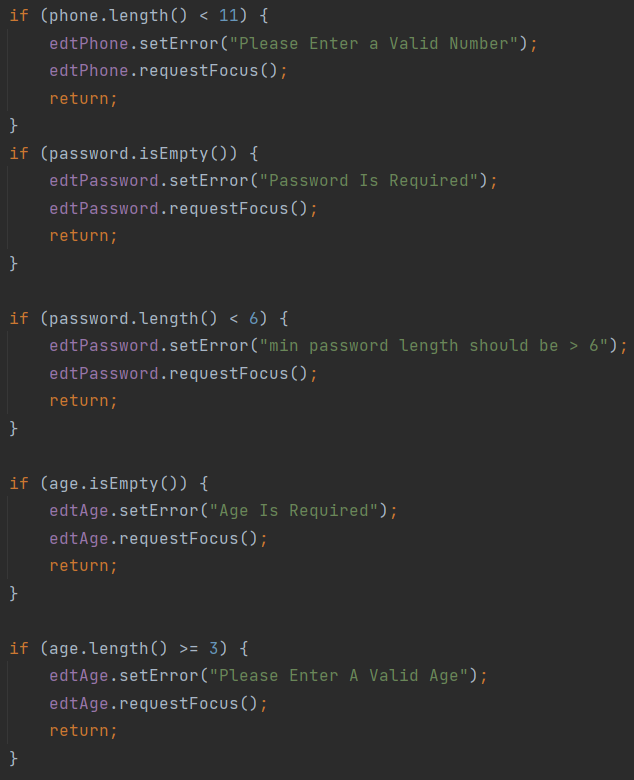 if (phone.length() < 11) {
    edtPhone.setError("Please Enter a Valid Number");
    edtPhone.requestFocus();
    return;
}
if (password.isEmpty()) {
    edtPassword.setError("Password Is Required");
    edtPassword.requestFocus();
    return;
}

if (password.length() < 6) {
    edtPassword.setError("min password length should be > 6");
    edtPassword.requestFocus();
    return;
}

if (age.isEmpty()) {
    edtAge.setError("Age Is Required");
    edtAge.requestFocus();
    return;
}

if (age.length() >= 3) {
    edtAge.setError("Please Enter A Valid Age");
    edtAge.requestFocus();
    return;
}